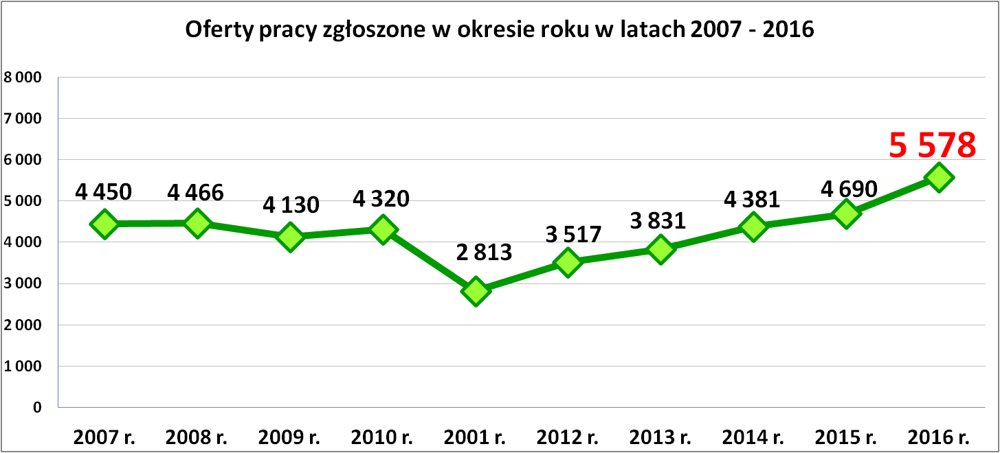 Oferty pracy zgłoszone w okresie roku w latach 2007 - 2016
8 000
7 000
6 000
5 000
4 000
3 000
2 000
1 000
0
4 450
4 466
4 130
4 320
2 813
3 517
3 831
4 381
4 690
5 578
2007 r.
2008 r.
2009 r.
2010 r.
2001 r.
2012 r.
2013 r.
2014 r.
2015 r.
2016 r.